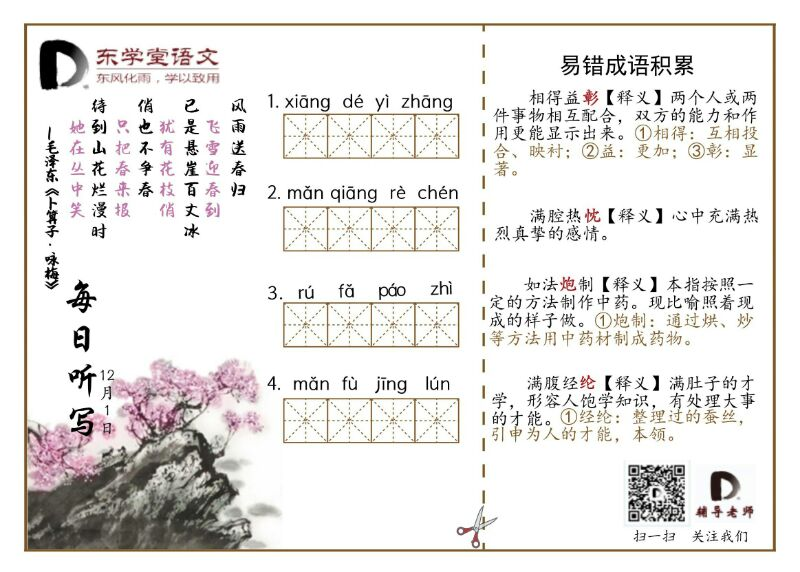 东学堂语文
东风化雨，学以致用
风雨送春归
飞雪迎春到
已是悬崖百丈冰
犹有花枝俏
俏也不争春
只把春来报
待到山花烂漫时
她在丛中笑
—毛泽东《卜算子·咏梅》
每日听写
12月1日
1. xiāng dé yì zhāng
2. mǎn qiāng rè chén
3. rú fǎ páo zhì
4. mǎn fù jīng lún
易错成语积累
相得益彰【释义】两个人或两
件事物相互配合，双方的能力和作
用更能显示出来。①相得：互相投
合、映衬；②益：更加；③彰：显
著。
满腔热忱【释义】心中充满热
烈真挚的感情。
如法炮制【释义】本指按照一
定的方法制作中药。现比喻照着现
成的样子做。①炮制：通过烘、炒
等方法用中药材制成药物。
满腹经纶【释义】满肚子的才
学，形容人饱学知识，有处理大事
的才能。①经纶：整理过的蚕丝，
引申为人的才能，本领。
辅导老师
扫一扫 关注我们